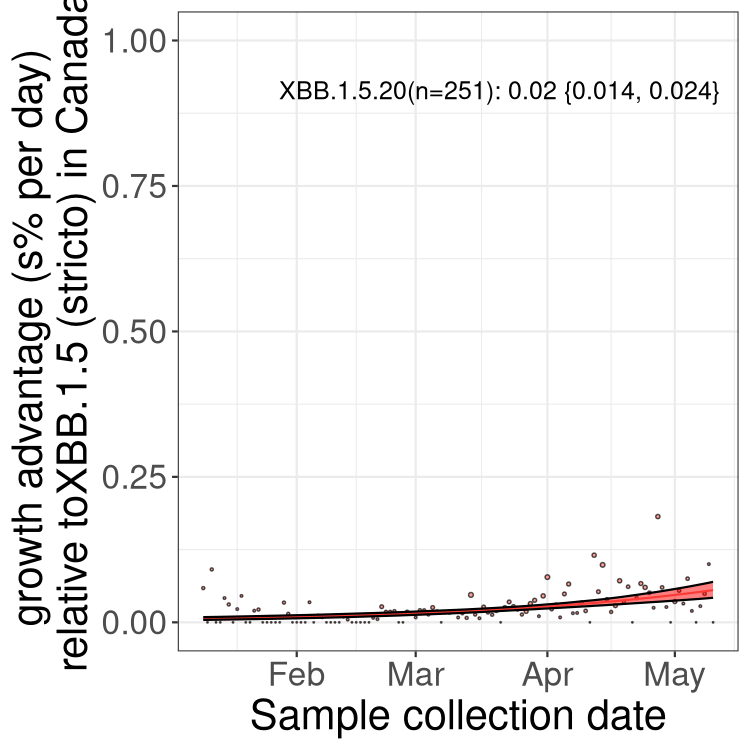 growth advantage (s% per day)
relative toXBB.1.5 (stricto) in Canada
1.00
XBB.1.5.20(n=251): 0.02 {0.014, 0.024}
0.75
0.50
0.25
0.00
Feb Mar Apr May
Sample collection date